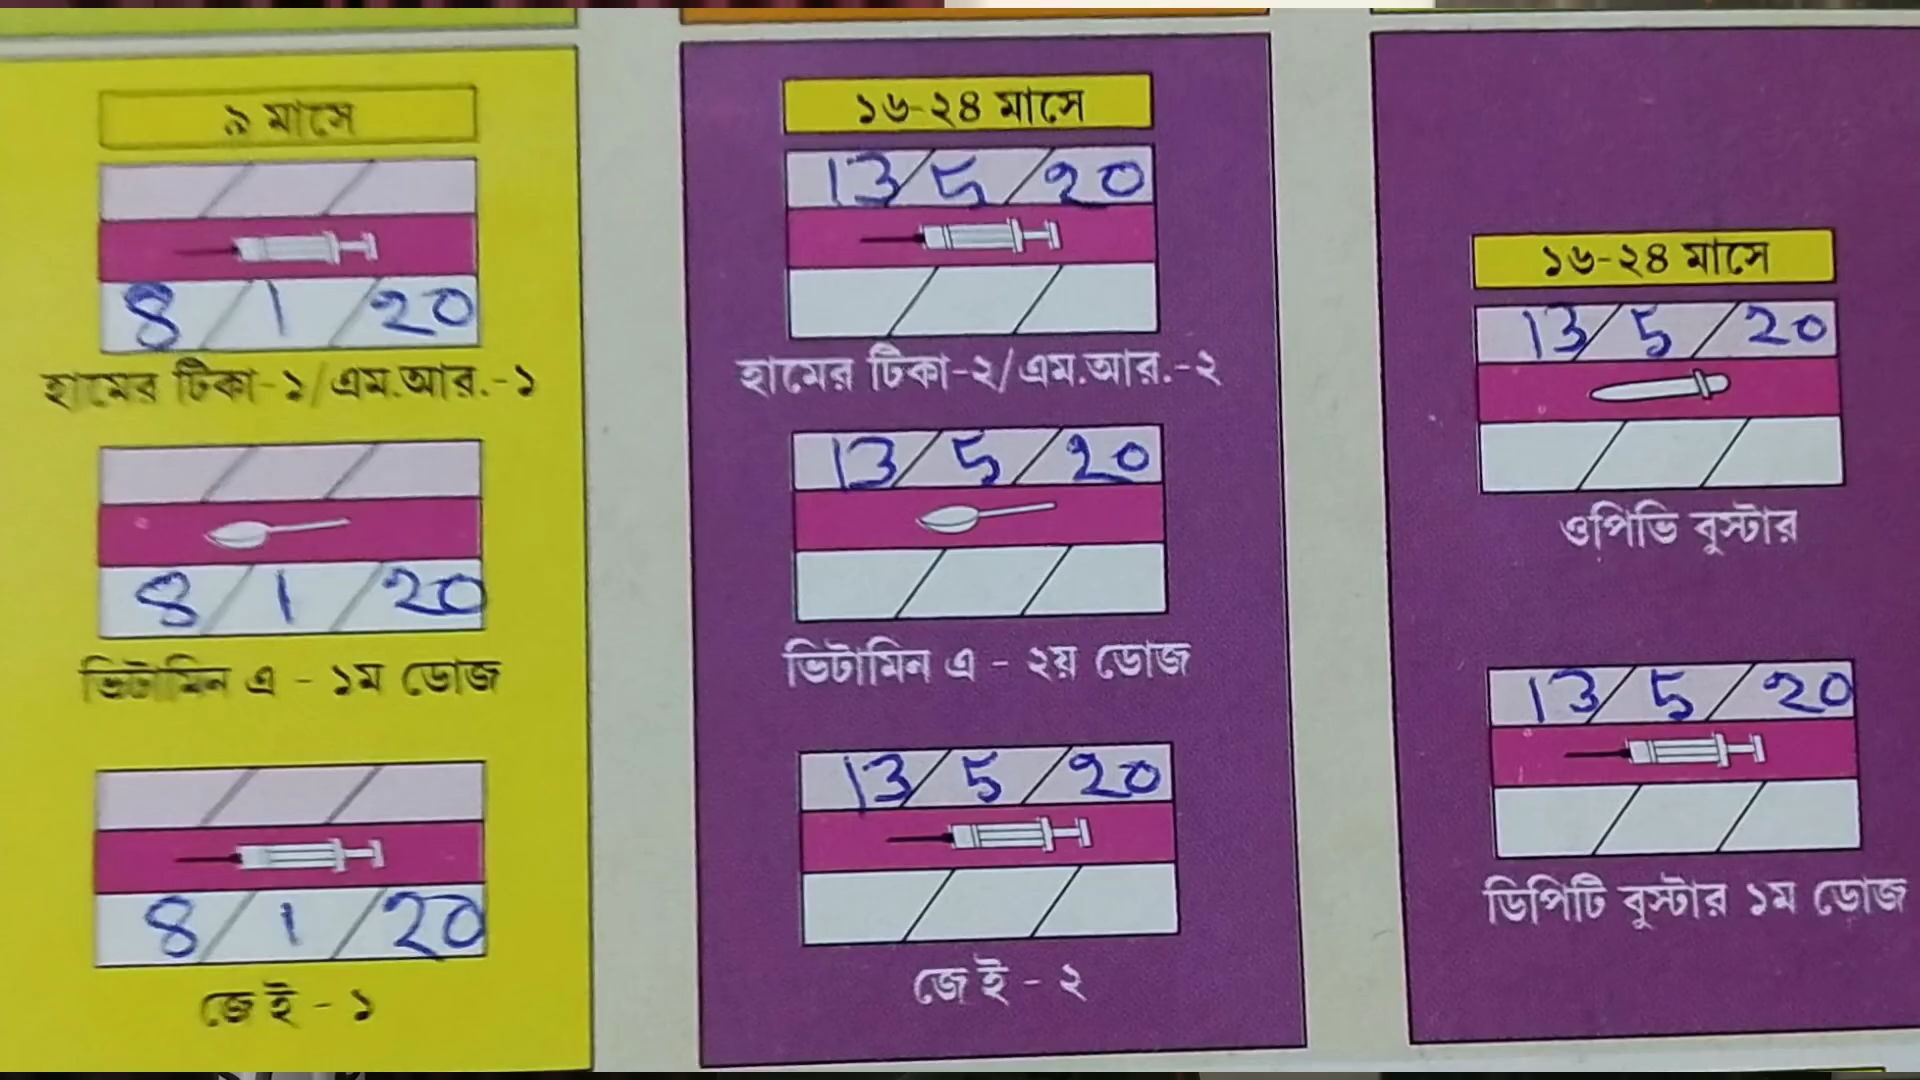 ৯ মাসে
8/1/20
হামের টিকা-১/এম.আর.-১
8/1/20
ভিটামিন এ - ১ম ডোজ
8/1/20
জে ই - ১
১৬-২৪ মাসে
13/5/20
হামের টিকা-২/এম.আর.-২
13/5/20
ভিটামিন এ - ২য় ডোজ
13/5/20
জে ই - ২
১৬-২৪ মাসে
13/5/20
ওপিভি বুস্টার
13/5/20
ডিপিটি বুস্টার ১ম ডোজ